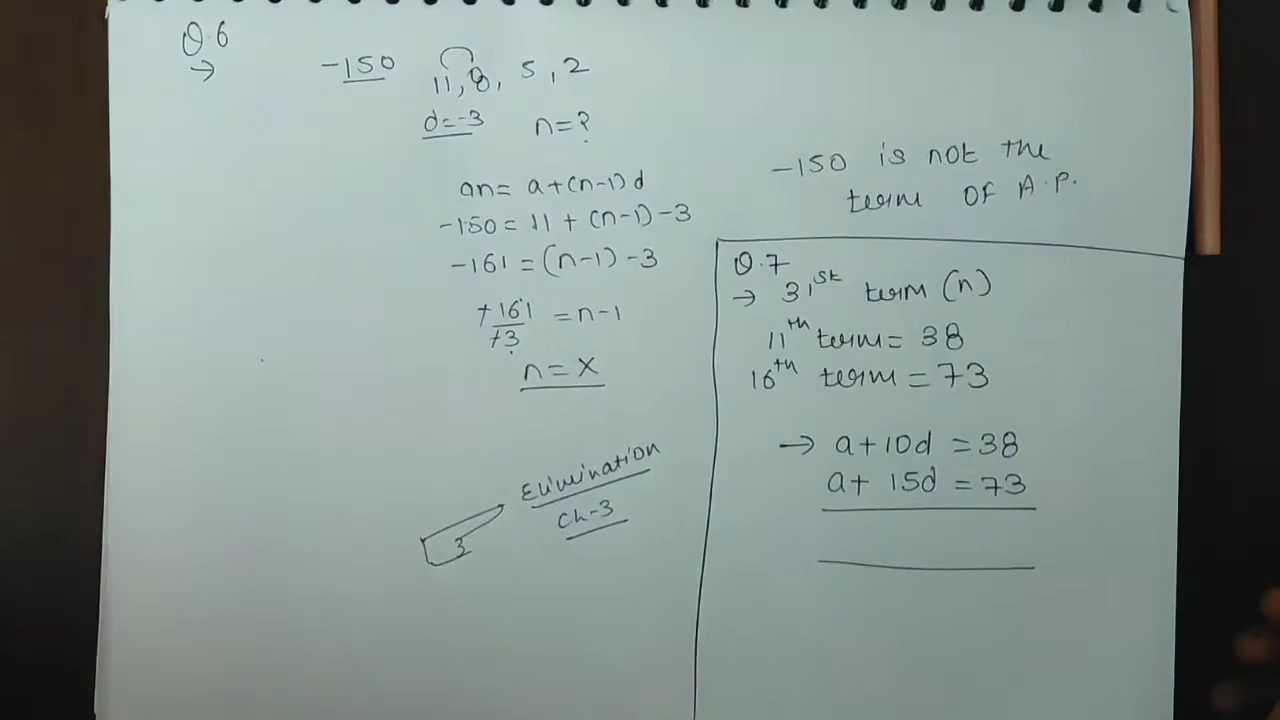 Q.6
→ -150 11, 8, 5, 2
d=-3 n=?
an= a+(n-1)d
-150= 11 + (n-1) -3
-161 = (n-1) -3
+161/+3 = n-1
n= x
-150 is not the
term OF A.P.
Elimination
Ch-3
3
Q.7
→ 31st term (n)
11th term= 38
16th term = 73
→ a+10d = 38
a+ 15d = 73